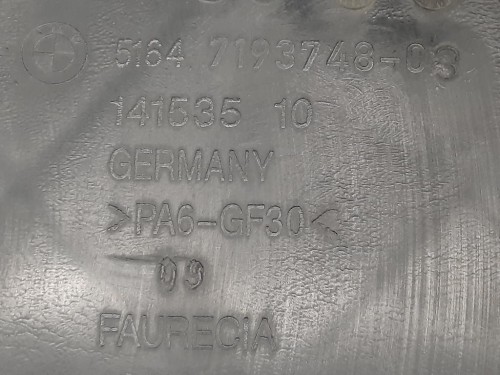 5164 7193748-03
141535 10
GERMANY
>PA6-GF30<
09
FAURECIA